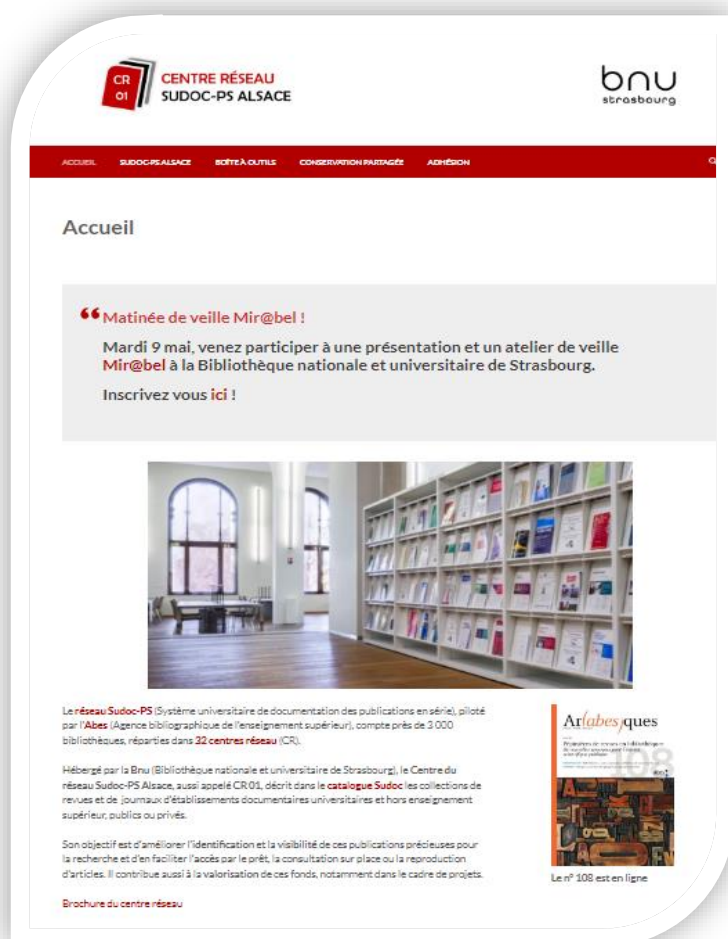 CR
01
CENTRE RÉSEAU
SUDOC-PS ALSACE
bnu
strasbourg
ACCUEIL SUDOC-PS ALSACE BOÎTE À OUTILS CONSERVATION PARTAGÉE ADHÉSION
Accueil
“ Matinée de veille Mir@bel !
Mardi 9 mai, venez participer à une présentation et un atelier de veille
Mir@bel à la Bibliothèque nationale et universitaire de Strasbourg.
Inscrivez vous ici !
Le réseau Sudoc-PS (Système universitaire de documentation des publications en série), piloté
par l'Abes (Agence bibliographique de l'enseignement supérieur), compte près de 3 000
bibliothèques, réparties dans 32 centres réseau (CR).
Hébergé par la Bnu (Bibliothèque nationale et universitaire de Strasbourg), le Centre du
réseau Sudoc-PS Alsace, aussi appelé CR 01, décrit dans le catalogue Sudoc les collections de
revues et de journaux d'établissements documentaires universitaires et hors enseignement
supérieur, publics ou privés.
Son objectif est d'améliorer l'identification et la visibilité de ces publications précieuses pour
la recherche et d'en faciliter l'accès par le prêt, la consultation sur place ou la reproduction
d'articles. Il contribue aussi à la valorisation de ces fonds, notamment dans le cadre de projets.
Brochure du centre réseau
Ar(abes)ques
Pépinières de revues en bibliothèque
108
Le n° 108 est en ligne